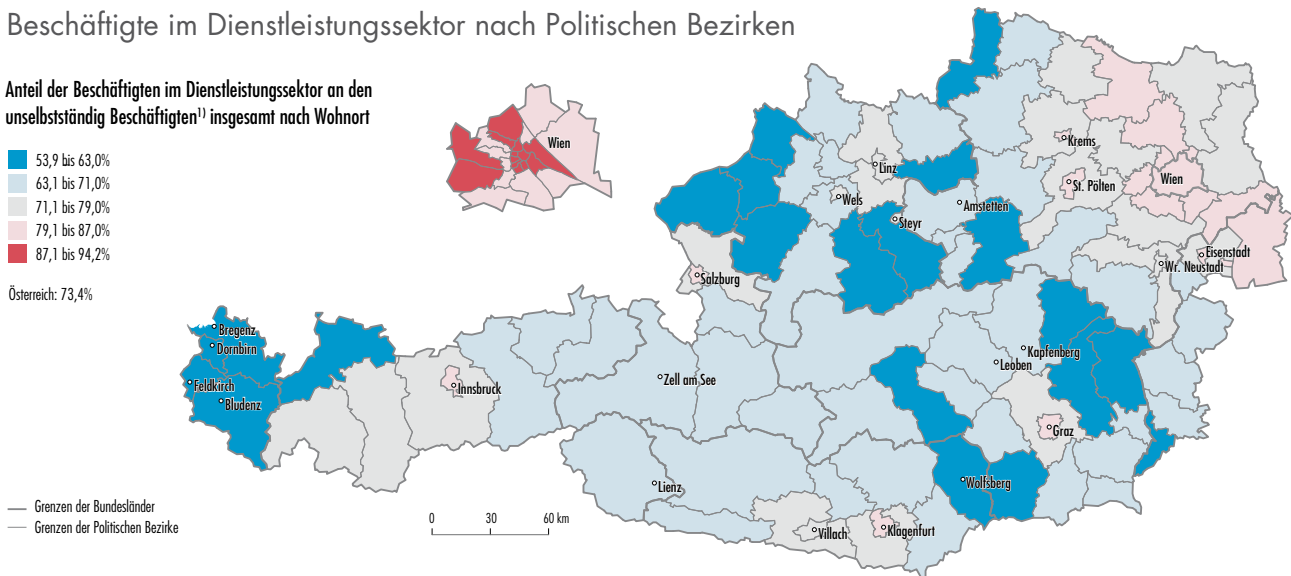 Beschäftigte im Dienstleistungssektor nach Politischen Bezirken
Anteil der Beschäftigten im Dienstleistungssektor an den
unselbstständig Beschäftigten¹⁾ insgesamt nach Wohnort
53,9 bis 63,0%
63,1 bis 71,0%
71,1 bis 79,0%
79,1 bis 87,0%
87,1 bis 94,2%
Österreich: 73,4%
Wien
Krems
Linz
St. Pölten
Wien
Wels
Amstetten
Steyr
Eisenstadt
Wr. Neustadt
Salzburg
Bregenz
Dornbirn
Kapfenberg
Leoben
Zell am See
Feldkirch
Innsbruck
Bludenz
Graz
Wolfsberg
Lienz
Villach
Klagenfurt
Grenzen der Bundesländer
Grenzen der Politischen Bezirke
0 30 60 km